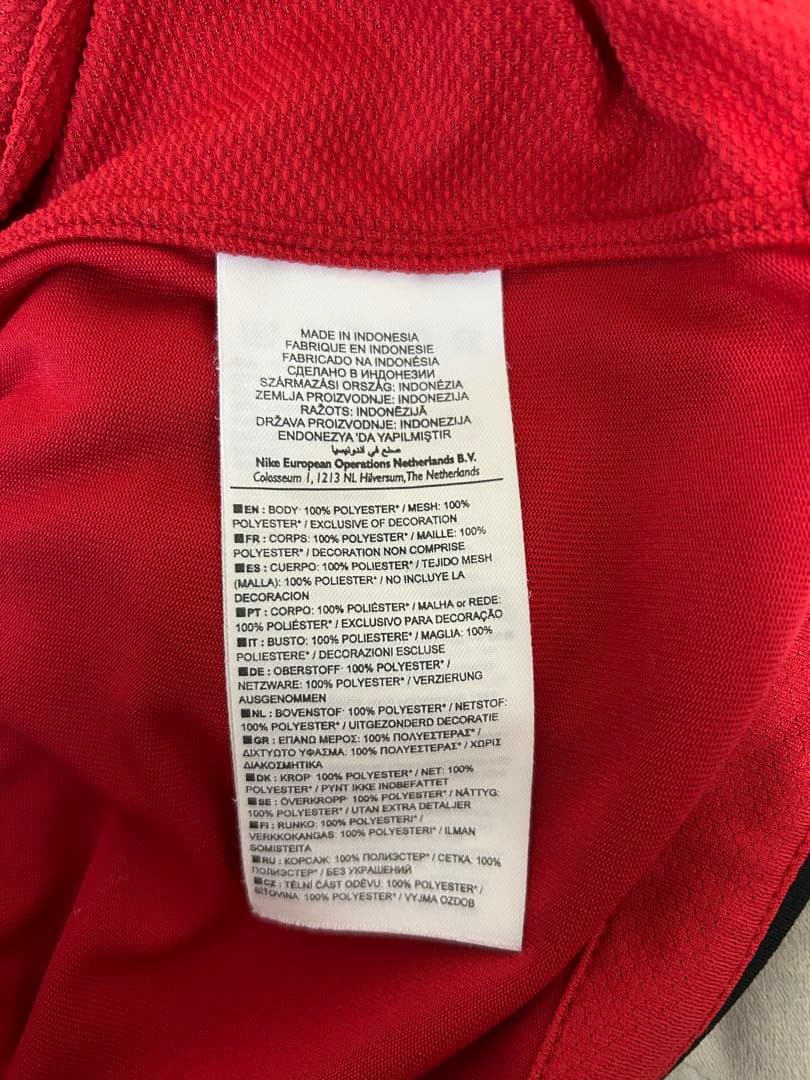 MADE IN INDONESIA
FABRIQUE EN INDONESIE
FABRICADO NA INDONÉSIA
СДЕЛАНО В ИНДОНЕЗИИ
SZÁRMAZÁSI ORSZÁG: INDONÉZIA
ZEMLJA PROIZVODNJE: INDONEZIJA
RAŽOTS: INDONĒZIJĀ
DRŽAVA PROIZVODNJE: INDONEZIJA
ENDONEZYA 'DA YAPILMIŞTIR
صنع في اندونيسيا
Nike European Operations Netherlands B.V.
Colosseum 1, 1213 NL Hilversum,The Netherlands
EN : BODY: 100% POLYESTER* / MESH: 100%
POLYESTER* / EXCLUSIVE OF DECORATION
FR : CORPS: 100% POLYESTER* / MAILLE: 100%
POLYESTER* / DECORATION NON COMPRISE
ES : CUERPO: 100% POLIESTER* / TEJIDO MESH
(MALLA): 100% POLIESTER* / NO INCLUYE LA
DECORACION
PT : CORPO: 100% POLIÉSTER* / MALHA or REDE:
100% POLIÉSTER* / EXCLUSIVO PARA DECORAÇÃO
IT : BUSTO: 100% POLIESTERE* / MAGLIA: 100%
POLIESTERE* / DECORAZIONI ESCLUSE
DE : OBERSTOFF: 100% POLYESTER* /
NETZWARE: 100% POLYESTER* / VERZIERUNG
AUSGENOMMEN
NL : BOVENSTOF: 100% POLYESTER* / NETSTOF:
100% POLYESTER* / UITGEZONDERD DECORATIE
GR : ΕΠΑΝΩ ΜΕΡΟΣ: 100% ΠΟΛΥΕΣΤΕΡΑΣ* /
ΔΙΧΤΥΩΤΟ ΥΦΑΣΜΑ: 100% ΠΟΛΥΕΣΤΕΡΑΣ* / ΧΩΡΙΣ
ΔΙΑΚΟΣΜΗΤΙΚΑ
DK : KROP: 100% POLYESTER* / NET: 100%
POLYESTER* / PYNT IKKE INDBEFATTET
SE : ÖVERKROPP: 100% POLYESTER* / NÄTTYG:
100% POLYESTER* / UTAN EXTRA DETALJER
FI : RUNKO: 100% POLYESTERI* /
VERKKOKANGAS: 100% POLYESTERI* / ILMAN
SOMISTEITA
RU : КОРСАЖ: 100% ПОЛИЭСТЕР* / СЕТКА: 100%
ПОЛИЭСТЕР* / БЕЗ УКРАШЕНИЙ
CZ : TĚLNÍ ČÁST ODĚVU: 100% POLYESTER* /
SÍŤOVINA: 100% POLYESTER* / VYJMA OZDOB